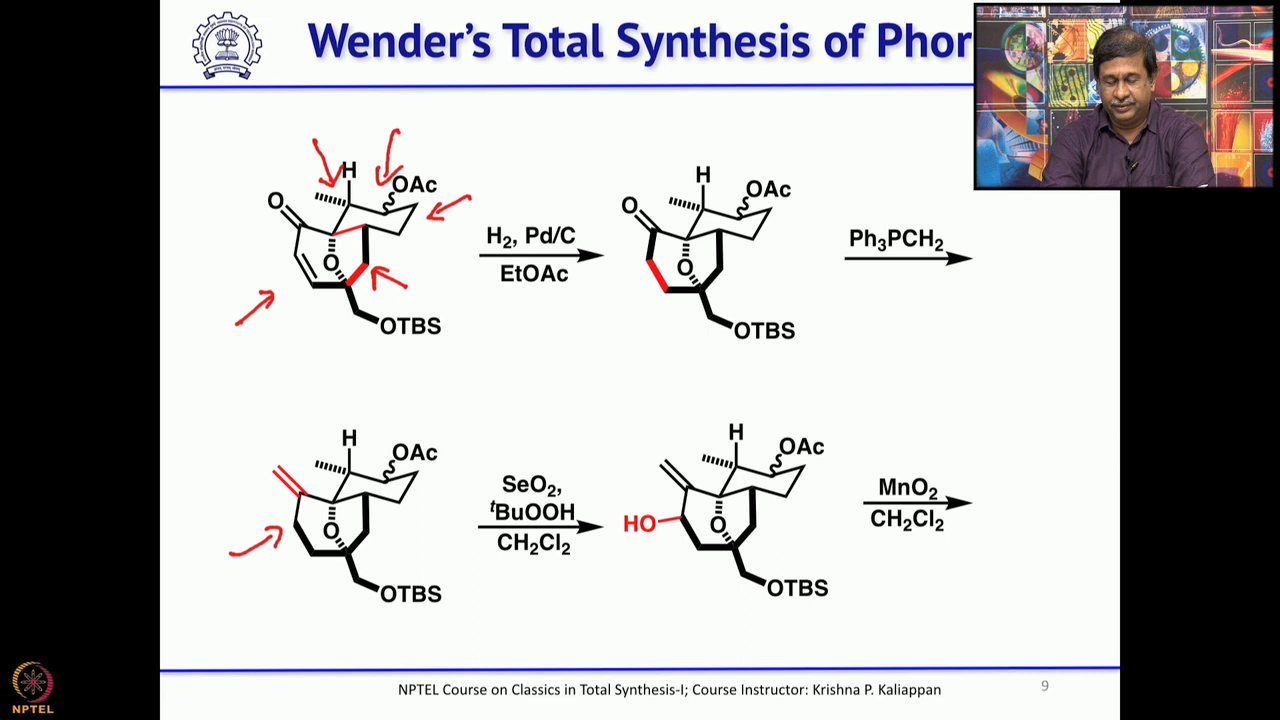 Wender's Total Synthesis of Phor
H
OAc
O
O
OTBS
H₂, Pd/C
EtOAc
H
OAc
O
O
OTBS
Ph₃PCH₂
H
OAc
O
OTBS
SeO₂,
ᵗBuOOH
CH₂Cl₂
H
OAc
HO
O
OTBS
MnO₂
CH₂Cl₂
NPTEL Course on Classics in Total Synthesis-I; Course Instructor: Krishna P. Kaliappan
9
NPTEL